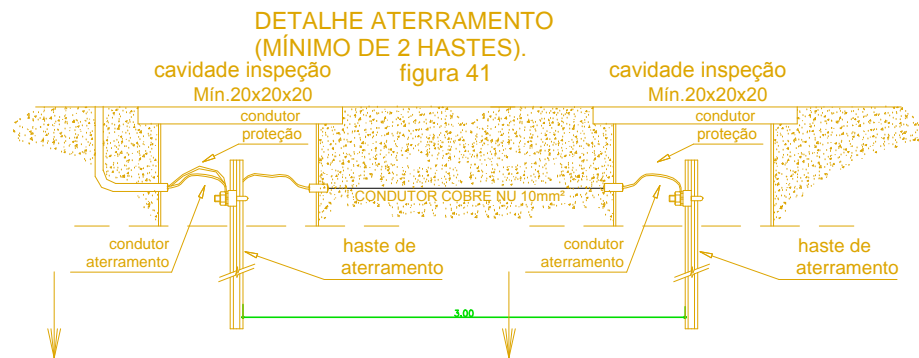 DETALHE ATERRAMENTO
(MÍNIMO DE 2 HASTES).
figura 41
cavidade inspeção
Mín.20x20x20
condutor
proteção
cavidade inspeção
Mín.20x20x20
condutor
proteção
CONDUTOR COBRE NU 10mm²
condutor
aterramento
haste de
aterramento
condutor
aterramento
haste de
aterramento
3.00